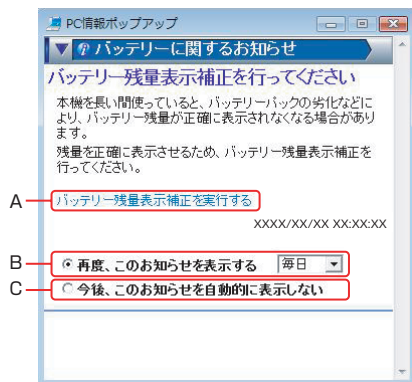 PC情報ポップアップ
バッテリーに関するお知らせ
バッテリー残量表示補正を行ってください
本機を長い間使っていると、バッテリーパックの劣化などに
より、バッテリー残量が正確に表示されなくなる場合があり
ます。
残量を正確に表示させるため、バッテリー残量表示補正を
行ってください。
A
バッテリー残量表示補正を実行する
XXXX/XX/XX XX:XX:XX
B
再度、このお知らせを表示する 毎日
C
今後、このお知らせを自動的に表示しない